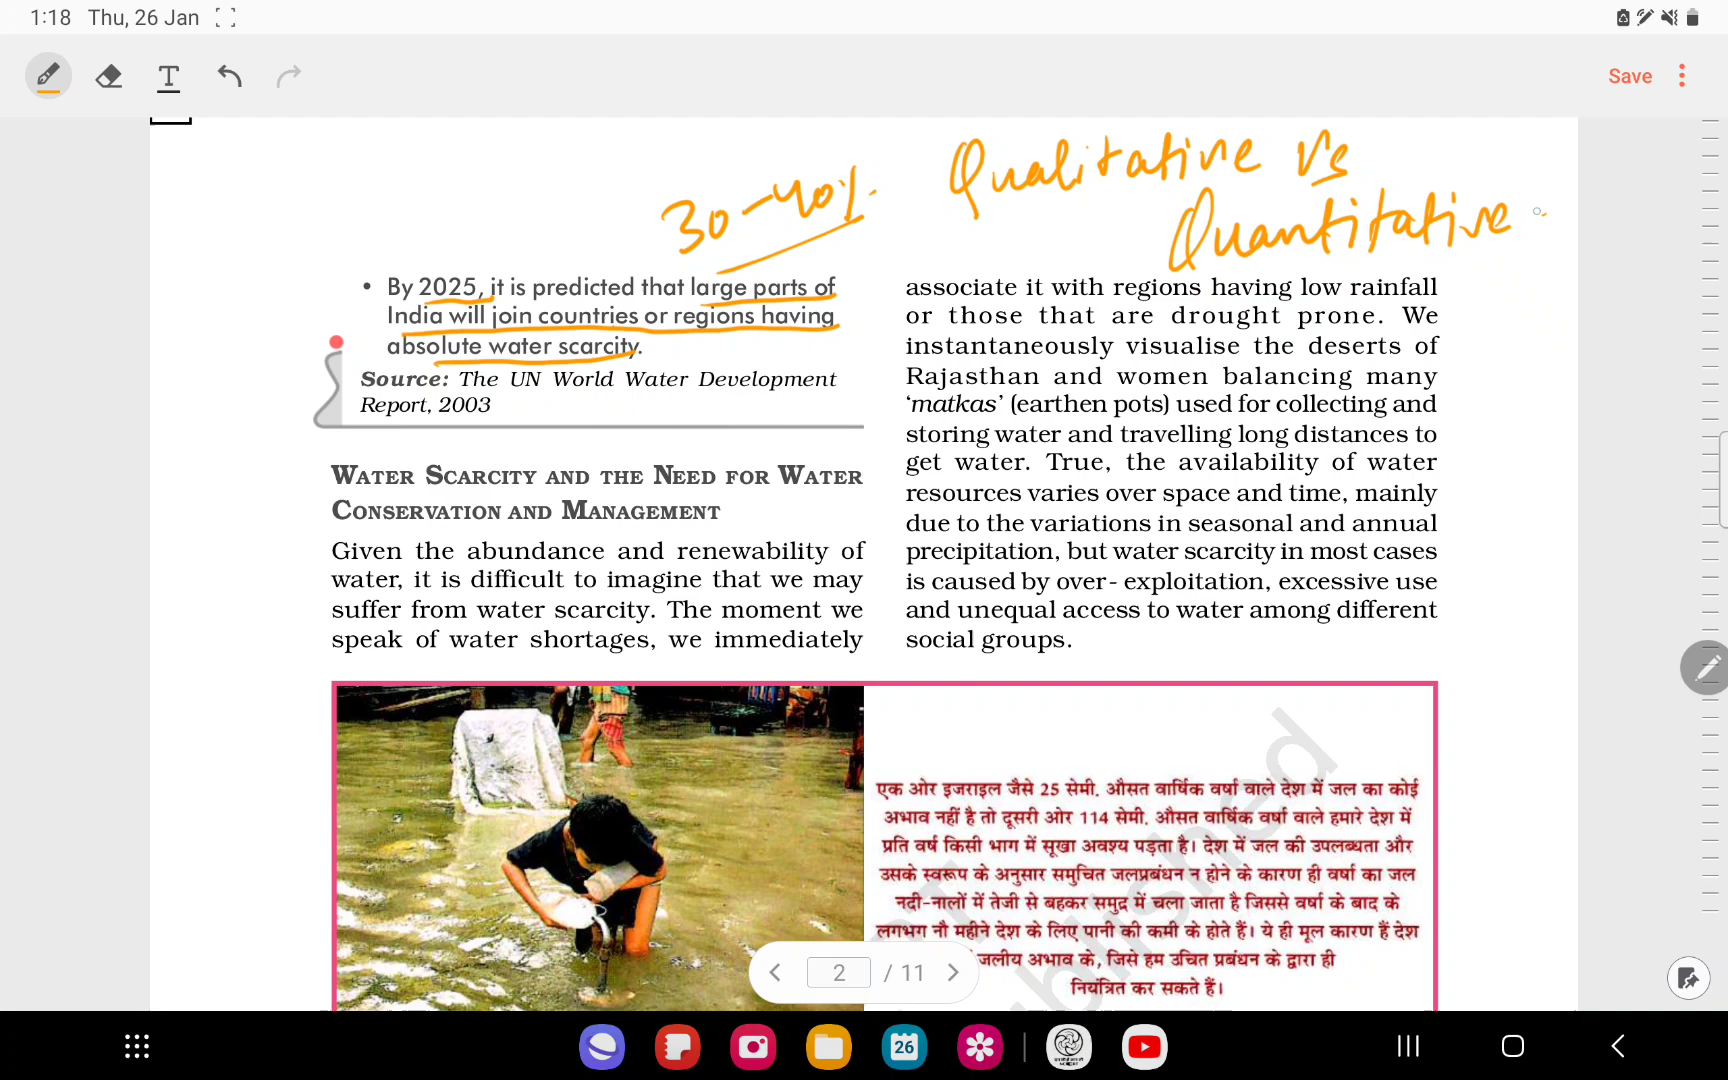 1:18 Thu, 26 Jan
T
Save
30-40%.
Qualitative Vs
Quantitative
• By 2025, it is predicted that large parts of
India will join countries or regions having
absolute water scarcity.
Source: The UN World Water Development
Report, 2003
WATER SCARCITY AND THE NEED FOR WATER
CONSERVATION AND MANAGEMENT
Given the abundance and renewability of
water, it is difficult to imagine that we may
suffer from water scarcity. The moment we
speak of water shortages, we immediately
associate it with regions having low rainfall
or those that are drought prone. We
instantaneously visualise the deserts of
Rajasthan and women balancing many
‘matkas’ (earthen pots) used for collecting and
storing water and travelling long distances to
get water. True, the availability of water
resources varies over space and time, mainly
due to the variations in seasonal and annual
precipitation, but water scarcity in most cases
is caused by over- exploitation, excessive use
and unequal access to water among different
social groups.
एक ओर इजराइल जैसे 25 सेमी. औसत वार्षिक वर्षा वाले देश में जल का कोई
अभाव नहीं है तो दूसरी ओर 114 सेमी. औसत वार्षिक वर्षा वाले हमारे देश में
प्रति वर्ष किसी भाग में सूखा अवश्य पड़ता है। देश में जल की उपलब्धता और
उसके स्वरूप के अनुसार समुचित जलप्रबंधन न होने के कारण ही वर्षा का जल
नदी-नालों में तेजी से बहकर समुद्र में चला जाता है जिससे वर्षा के बाद के
लगभग नौ महीने देश के लिए पानी की कमी के होते हैं। ये ही मूल कारण हैं देश
जलीय अभाव के, जिसे हम उचित प्रबंधन के द्वारा ही
नियंत्रित कर सकते हैं।
2 / 11
26